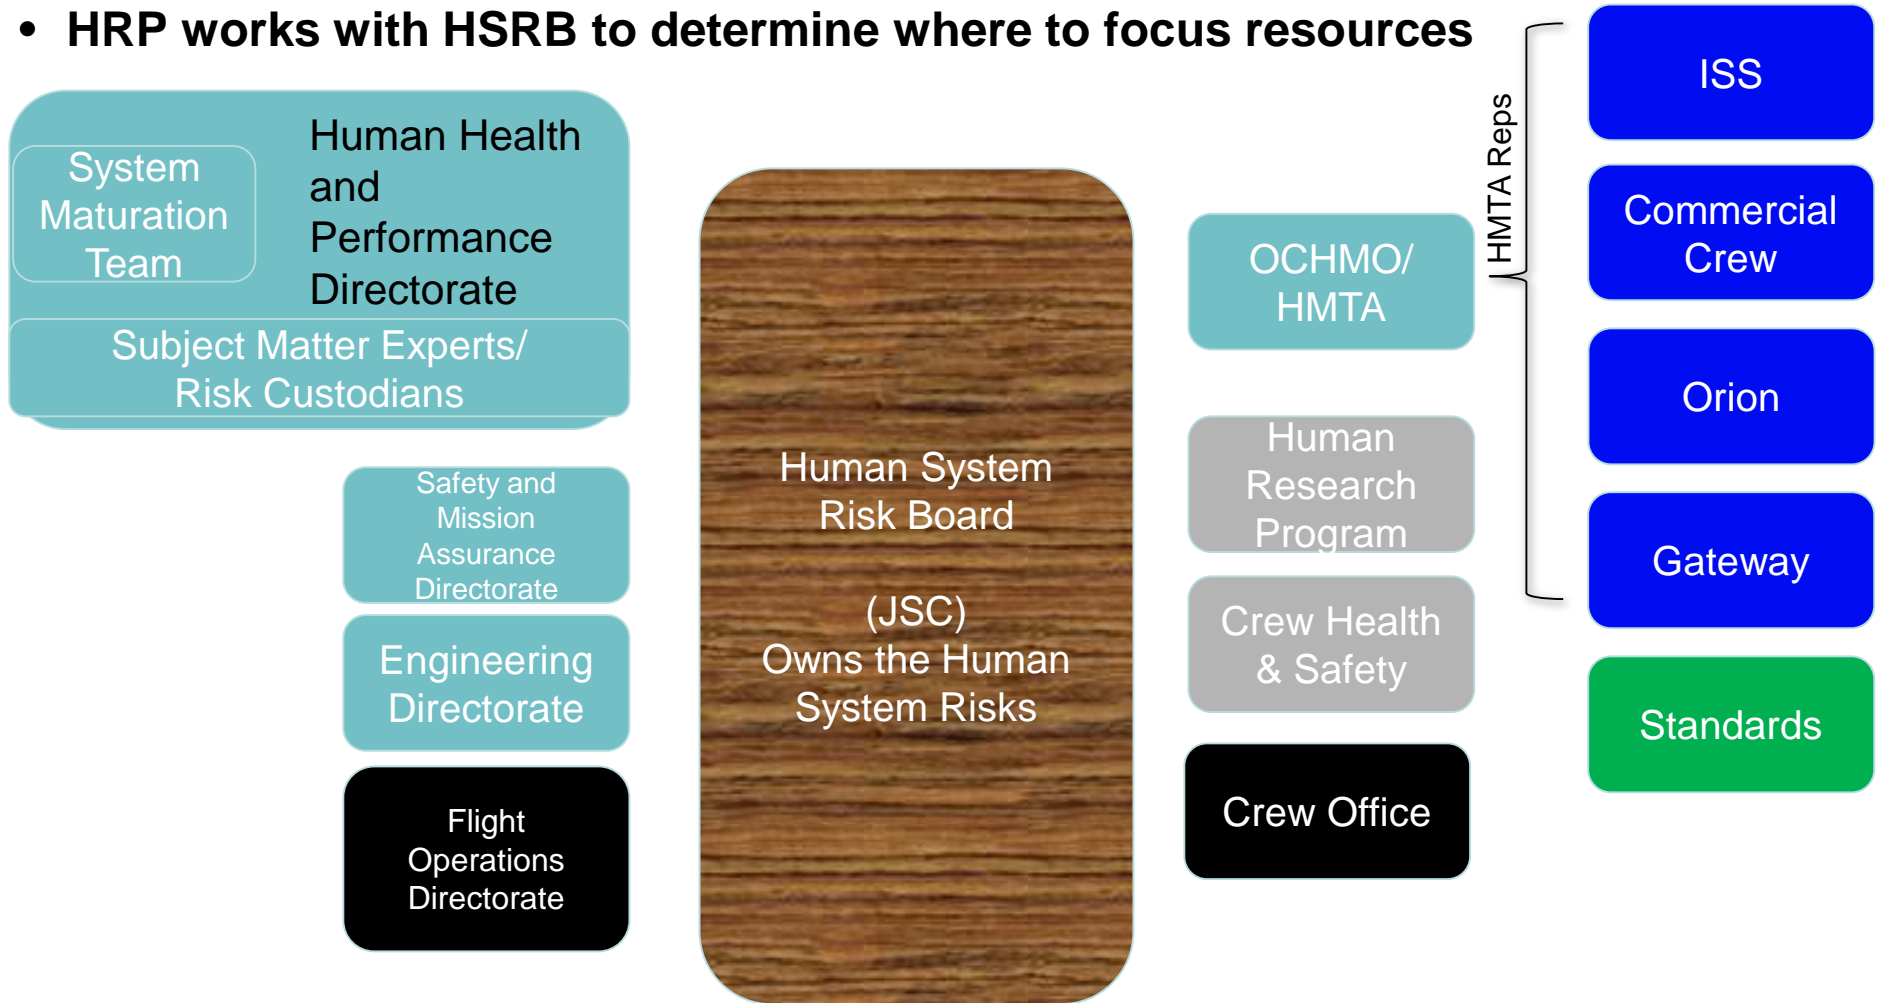 • HRP works with HSRB to determine where to focus resources
System
Maturation
Team
Human Health
and
Performance
Directorate
Subject Matter Experts/
Risk Custodians
Safety and
Mission
Assurance
Directorate
Engineering
Directorate
Flight
Operations
Directorate
Human System
Risk Board
(JSC)
Owns the Human
System Risks
OCHMO/
HMTA
Human
Research
Program
Crew Health
& Safety
Crew Office
HMTA Reps
ISS
Commercial
Crew
Orion
Gateway
Standards